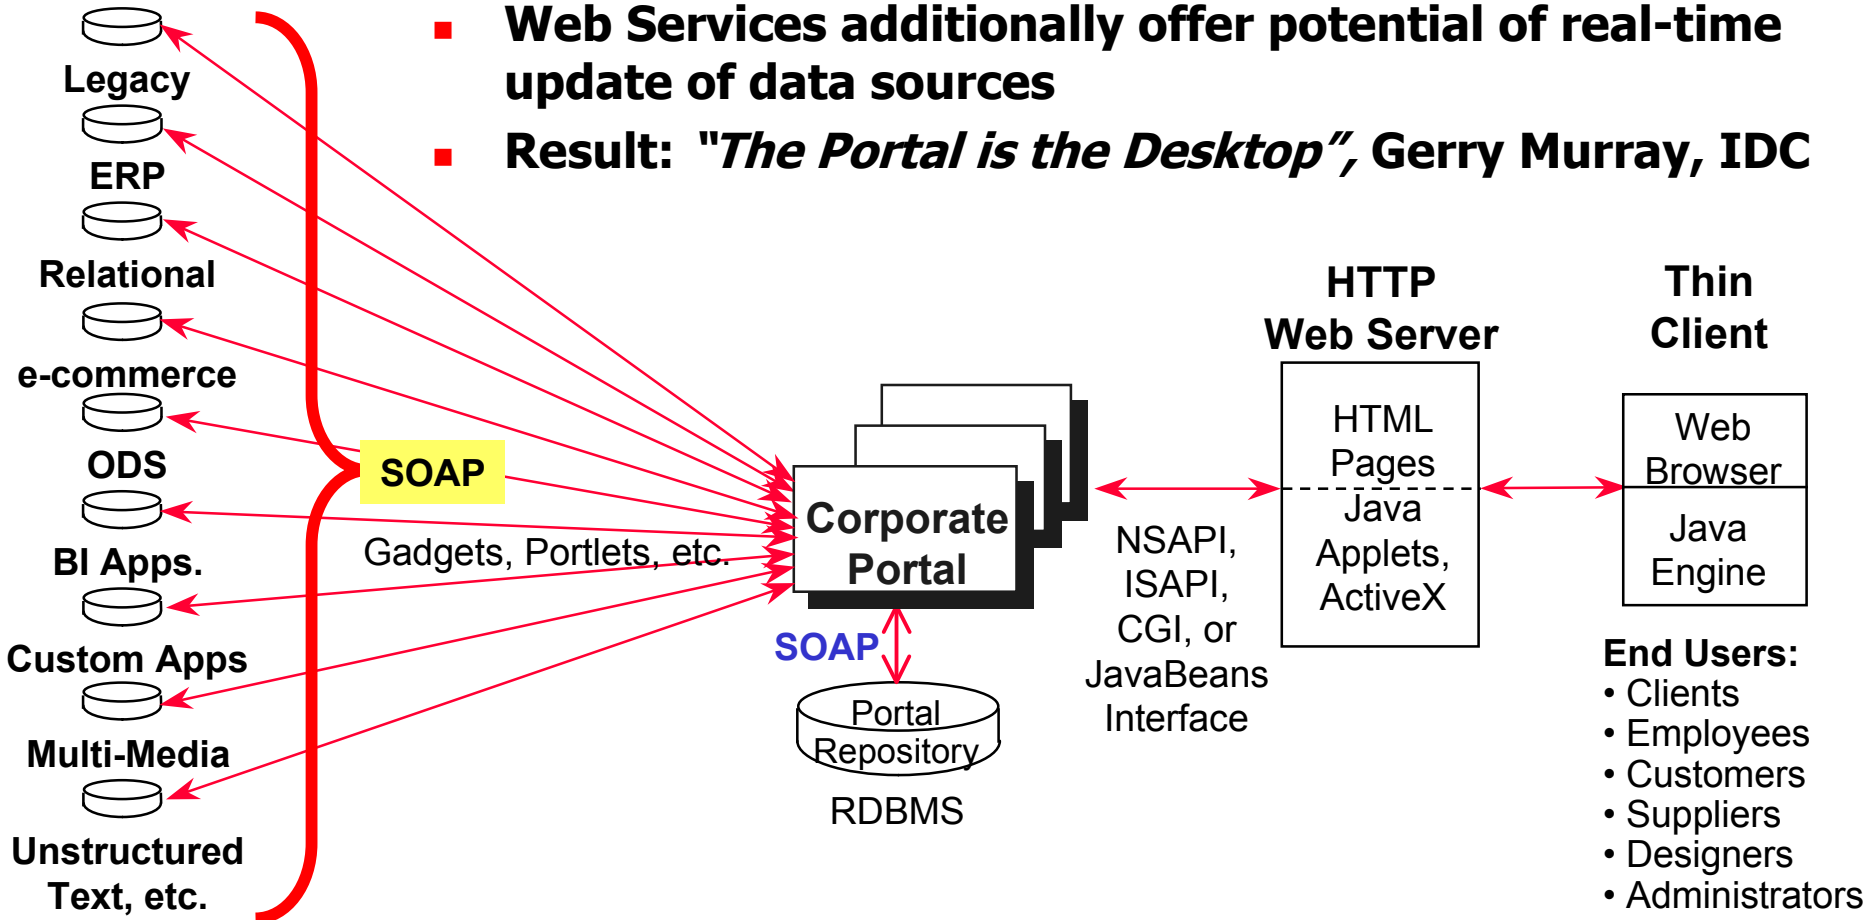 ■ Web Services additionally offer potential of real-time
update of data sources
■ Result: “The Portal is the Desktop”, Gerry Murray, IDC
Legacy
ERP
Relational
e-commerce
ODS
BI Apps.
Custom Apps
Multi-Media
Unstructured
Text, etc.
SOAP
Gadgets, Portlets, etc.
Corporate
Portal
SOAP
Portal
Repository
RDBMS
NSAPI,
ISAPI,
CGI, or
JavaBeans
Interface
HTTP
Web Server
HTML
Pages
Java
Applets,
ActiveX
Thin
Client
Web
Browser
Java
Engine
End Users:
• Clients
• Employees
• Customers
• Suppliers
• Designers
• Administrators